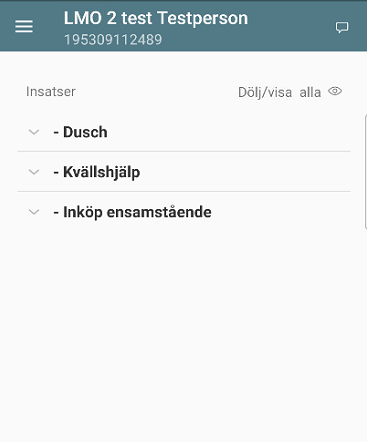 LMO 2 test Testperson
195309112489
Insatser Dölj/visa alla
- Dusch
- Kvällshjälp
- Inköp ensamstående